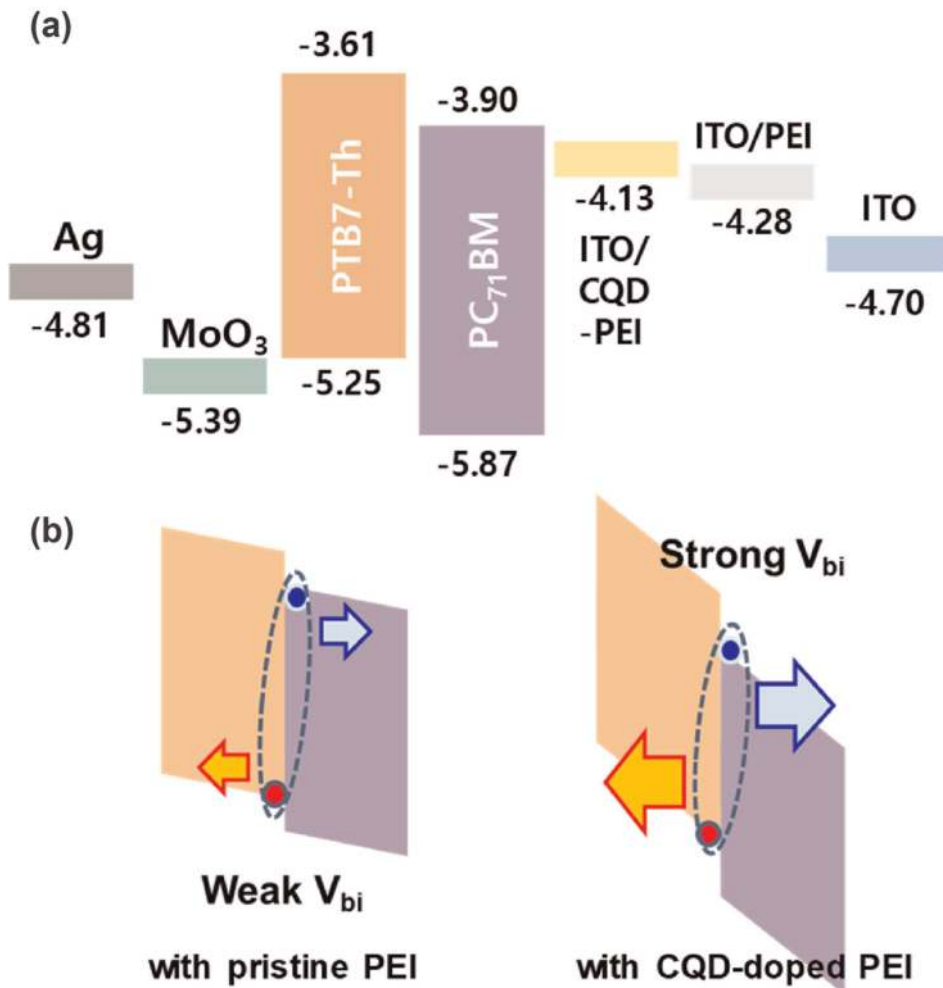 (a)
-3.61
-3.90
PTB7-Th
PC₇₁BM
ITO/PEI
-4.13
-4.28
ITO
Ag
ITO/
CQD
-PEI
-4.70
-4.81
MoO₃
-5.25
-5.39
-5.87
(b)
Strong V_bi
Weak V_bi
with pristine PEI
with CQD-doped PEI